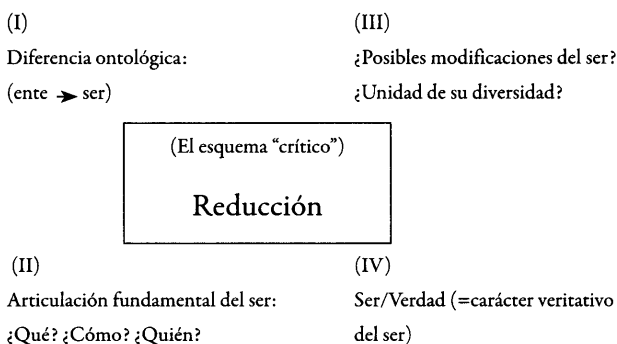 (I)
Diferencia ontológica:
(ente ➔ ser)
(III)
¿Posibles modificaciones del ser?
¿Unidad de su diversidad?
(El esquema “crítico”)
Reducción
(II)
Articulación fundamental del ser:
¿Qué? ¿Cómo? ¿Quién?
(IV)
Ser/Verdad (=carácter veritativo
del ser)